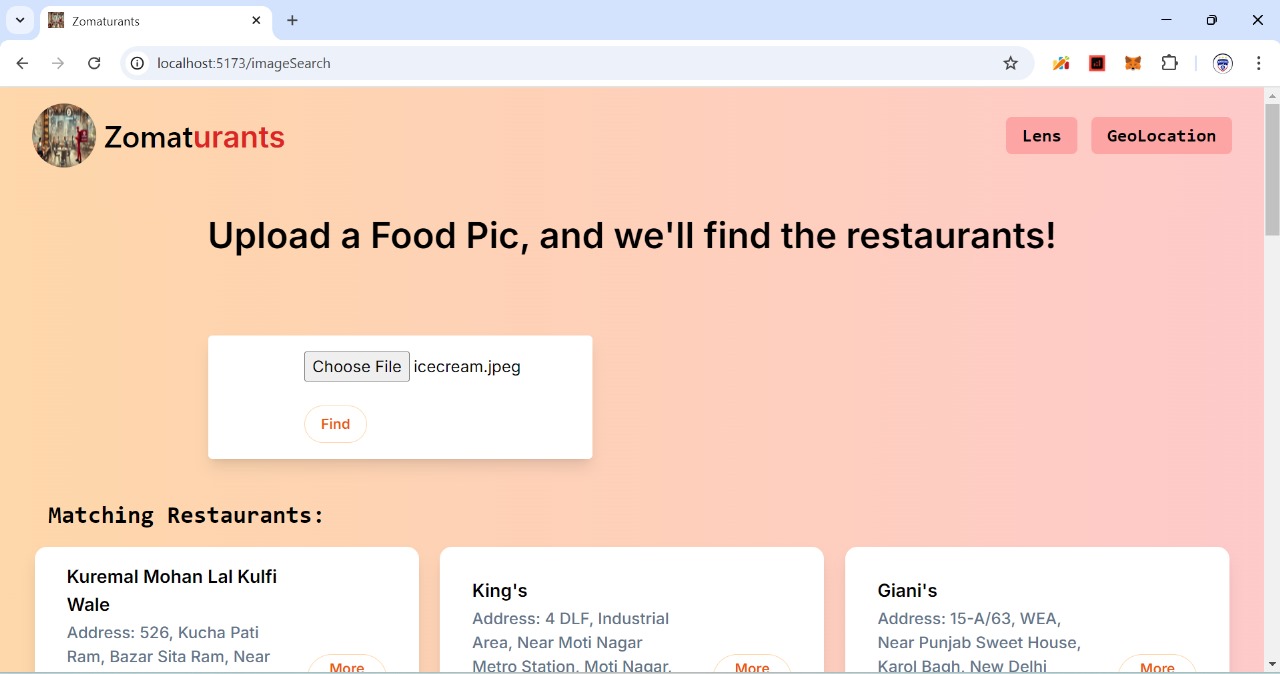 Zomaturants
localhost:5173/imageSearch
Zomaturants
Lens
GeoLocation
Upload a Food Pic, and we'll find the restaurants!
Choose File icecream.jpeg
Find
Matching Restaurants:
Kuremal Mohan Lal Kulfi
Wale
Address: 526, Kucha Pati
Ram, Bazar Sita Ram, Near
More
King's
Address: 4 DLF, Industrial
Area, Near Moti Nagar
Metro Station, Moti Nagar,
More
Giani's
Address: 15-A/63, WEA,
Near Punjab Sweet House,
Karol Bagh, New Delhi
More